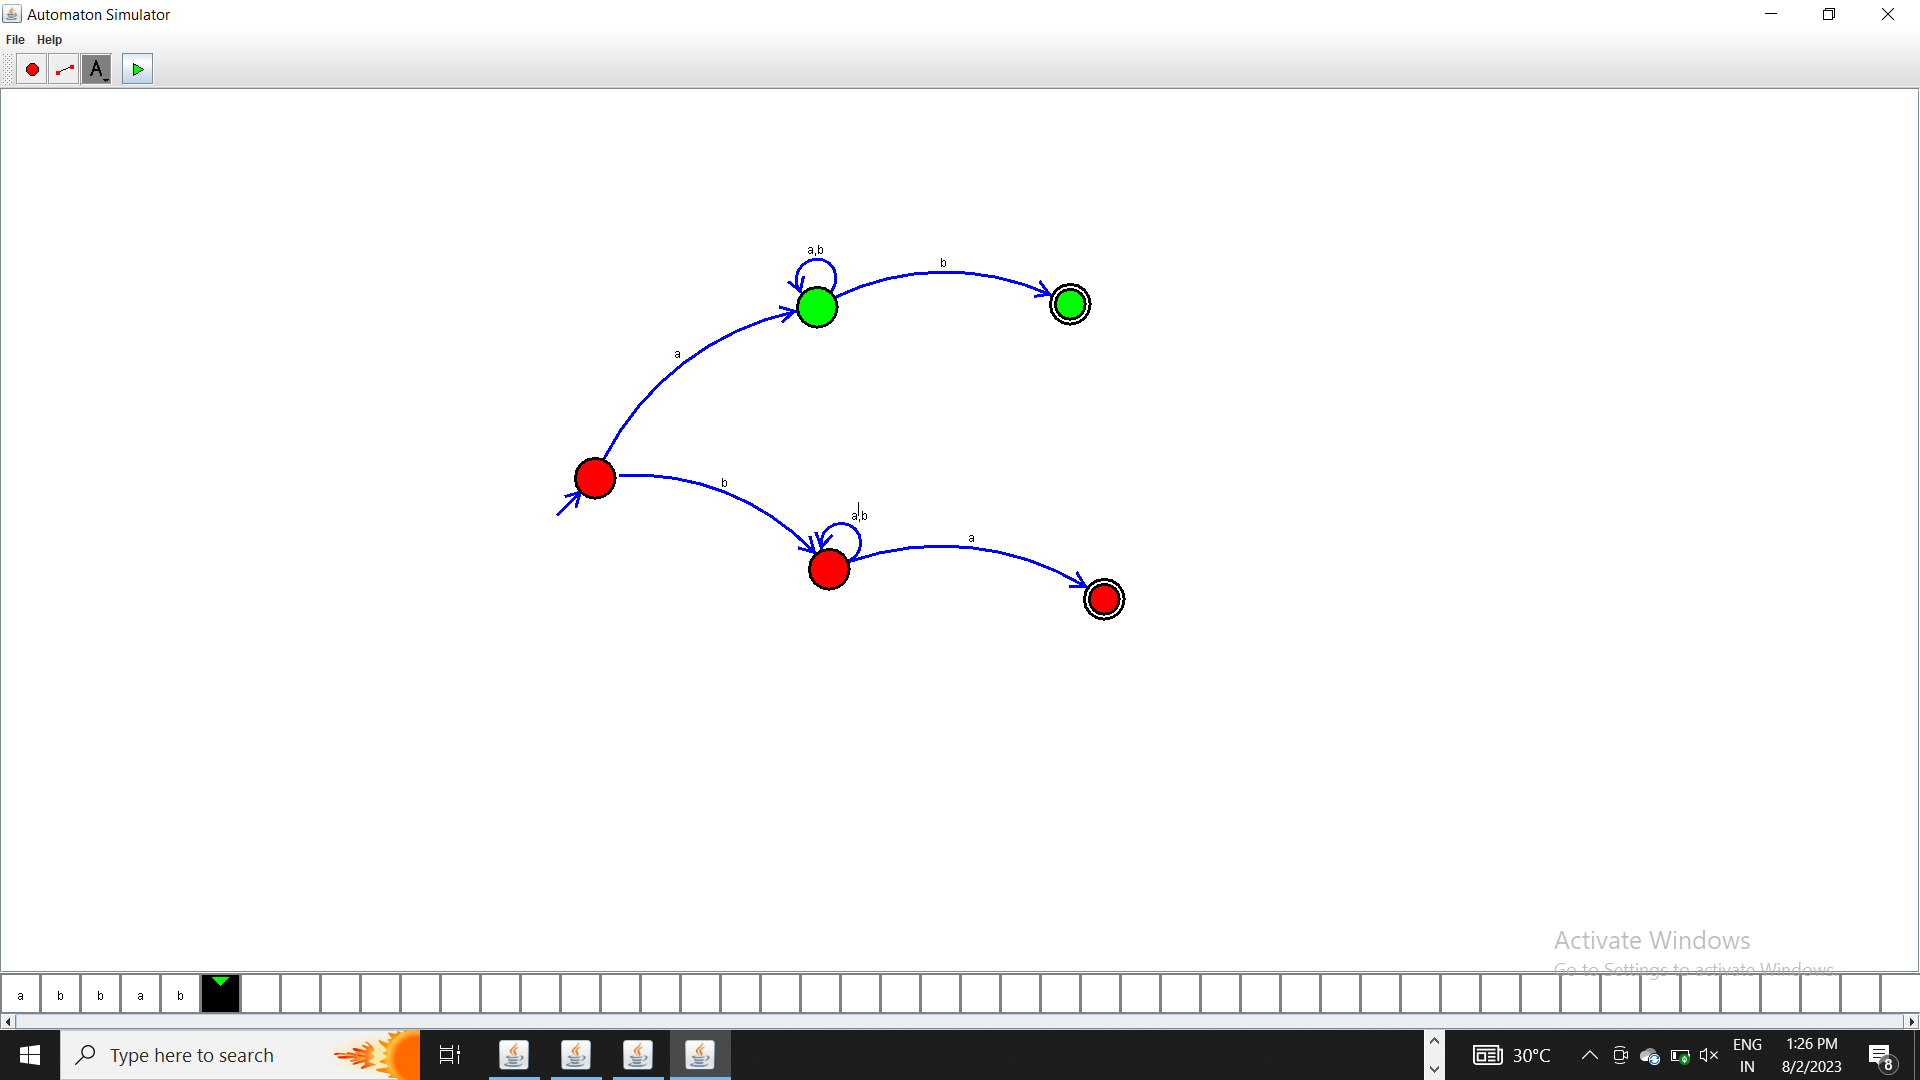 Automaton Simulator
File Help
A
a,b
b
a
b
a,b
a
Activate Windows
Go to Settings to activate Windows.
a b b a b
Type here to search
30°C
ENG
IN
1:26 PM
8/2/2023
8